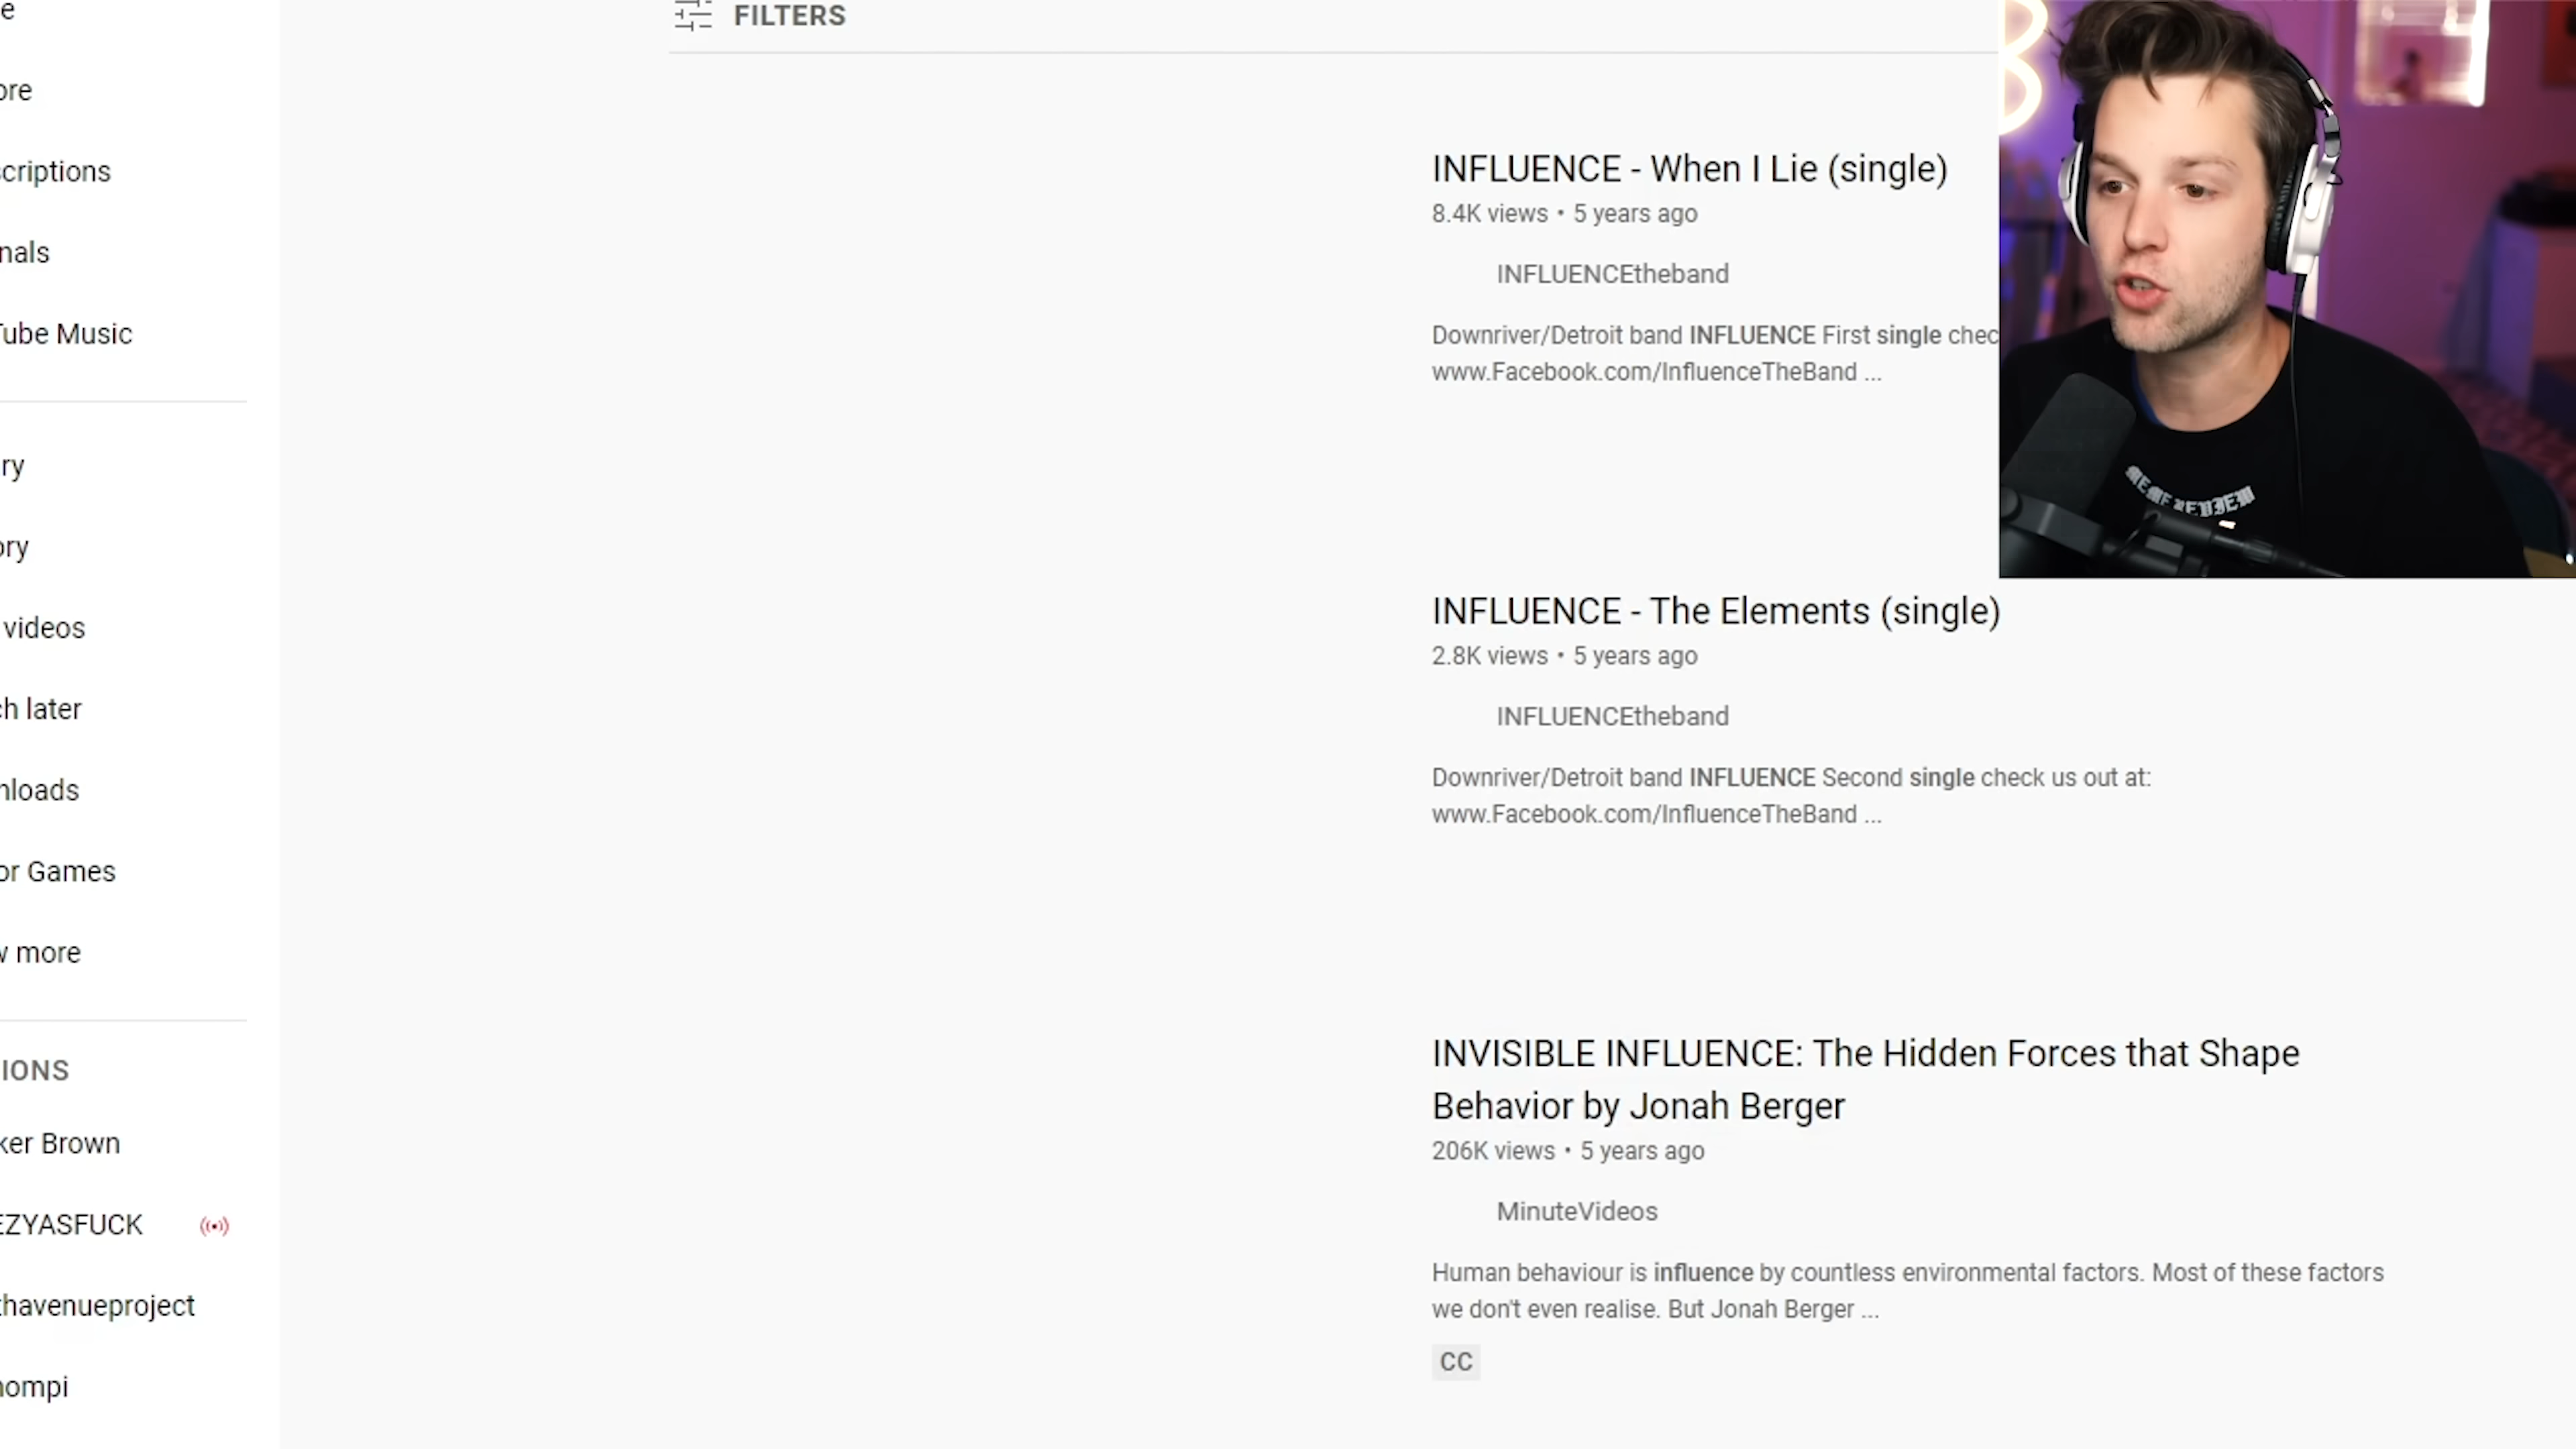 e
ore
criptions
nals
Tube Music
ry
ory
videos
ch later
nloads
or Games
w more
IONS
ker Brown
EZYASFUCK
thavenueproject
nompi
FILTERS
INFLUENCE - When I Lie (single)
8.4K views • 5 years ago
INFLUENCEtheband
Downriver/Detroit band INFLUENCE First single chec
www.Facebook.com/InfluenceTheBand ...
INFLUENCE - The Elements (single)
2.8K views • 5 years ago
INFLUENCEtheband
Downriver/Detroit band INFLUENCE Second single check us out at:
www.Facebook.com/InfluenceTheBand ...
INVISIBLE INFLUENCE: The Hidden Forces that Shape
Behavior by Jonah Berger
206K views • 5 years ago
MinuteVideos
Human behaviour is influence by countless environmental factors. Most of these factors
we don't even realise. But Jonah Berger ...
CC
MEME REVIEW